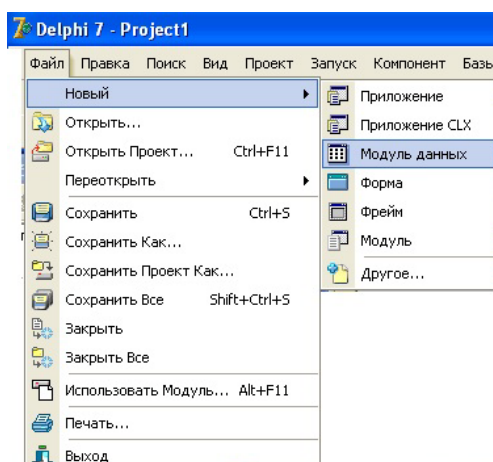 Delphi 7 - Project1
Файл Правка Поиск Вид Проект Запуск Компонент Базы
Новый
Открыть...
Открыть Проект... Ctrl+F11
Переоткрыть
Сохранить Ctrl+S
Сохранить Как...
Сохранить Проект Как...
Сохранить Все Shift+Ctrl+S
Закрыть
Закрыть Все
Использовать Модуль... Alt+F11
Печать...
Выход
Приложение
Приложение CLX
Модуль данных
Форма
Фрейм
Модуль
Другое...